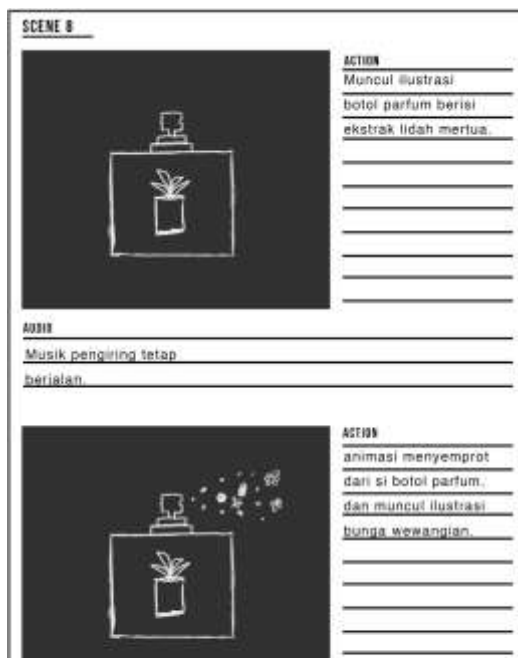 SCENE 8
ACTION
Muncul ilustrasi
botol parfum berisi
ekstrak lidah mertua.
AUDIO
Musik pengiring tetap
berjalan.
ACTION
animasi menyemprot
dari si botol parfum.
dan muncul ilustrasi
bunga wewangian.